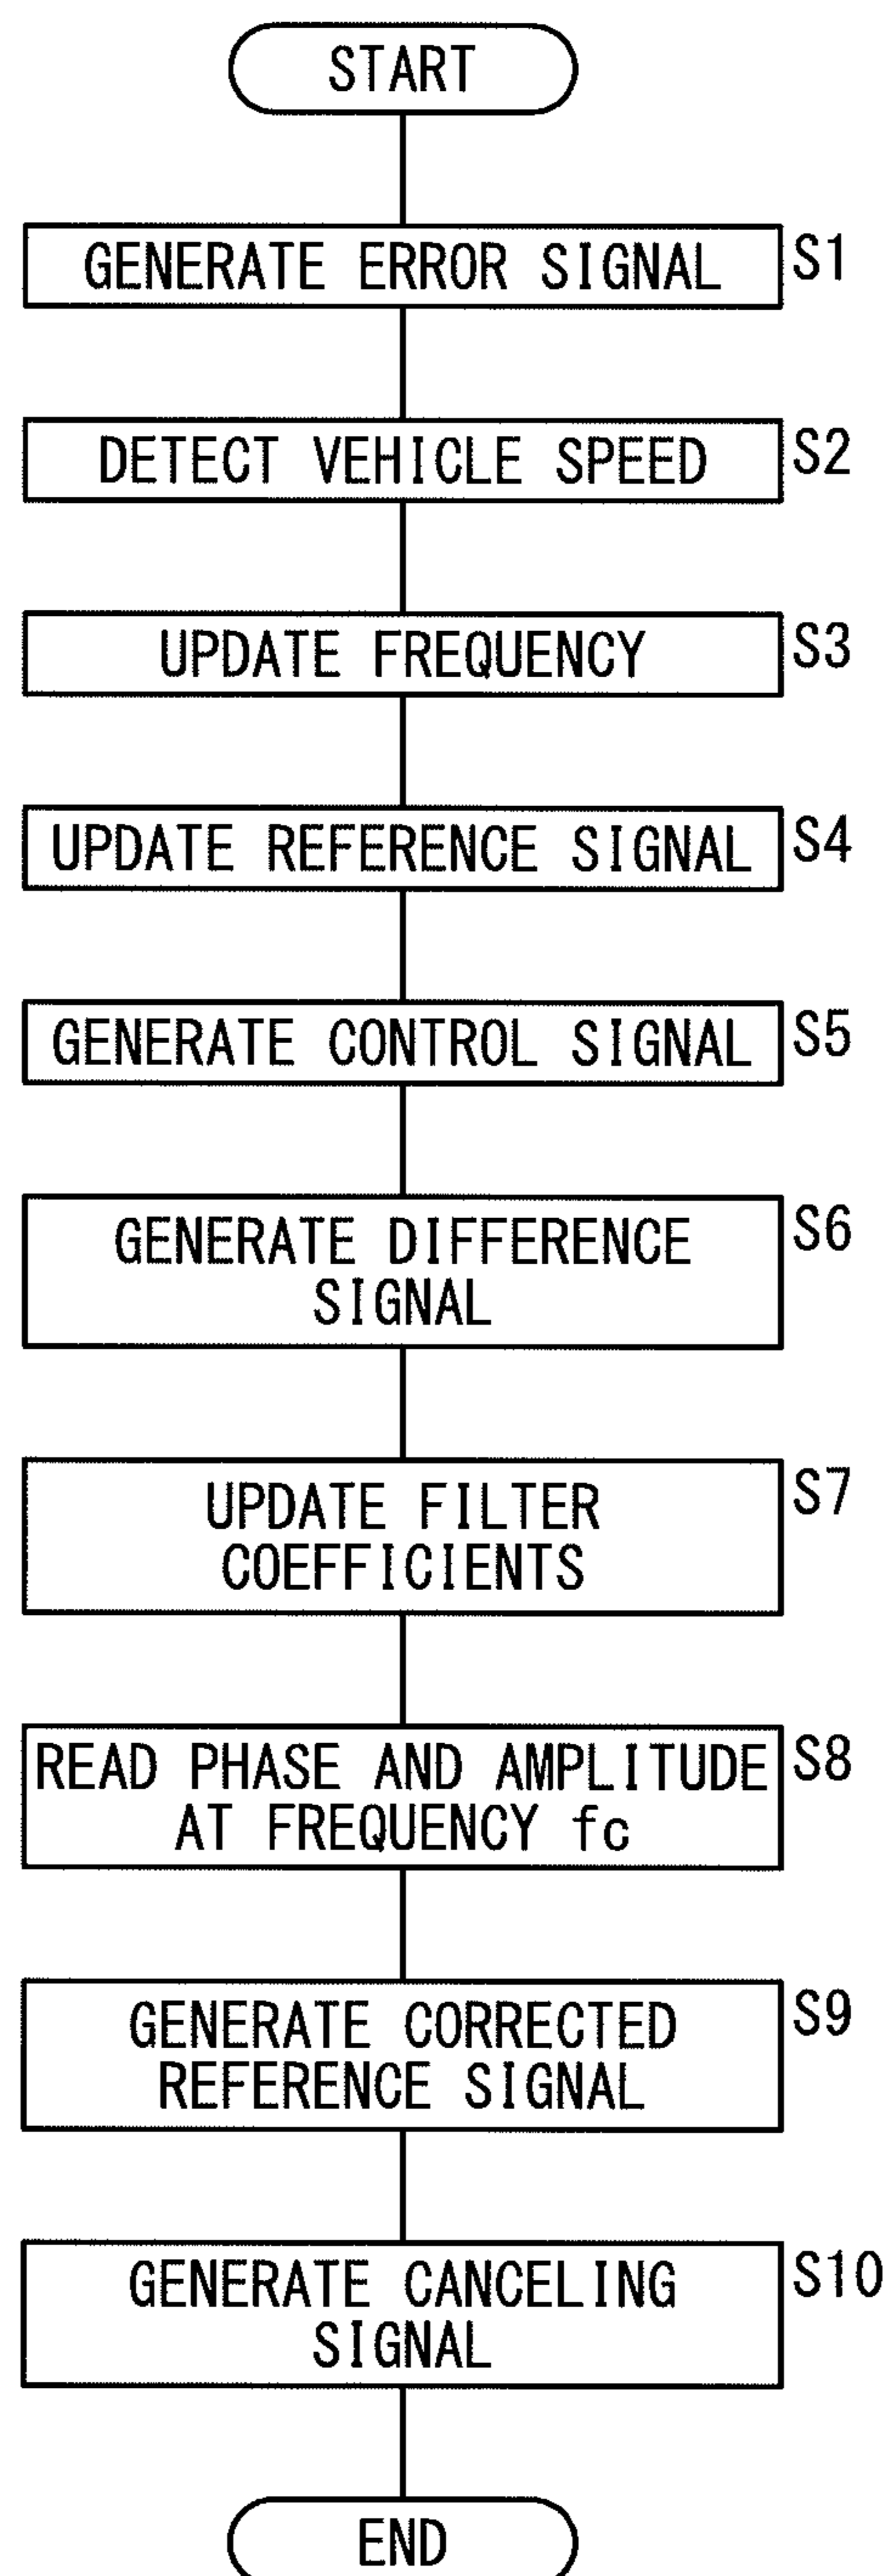 START
GENERATE ERROR SIGNAL
S1
DETECT VEHICLE SPEED
S2
UPDATE FREQUENCY
S3
UPDATE REFERENCE SIGNAL
S4
GENERATE CONTROL SIGNAL
S5
GENERATE DIFFERENCE
SIGNAL
S6
UPDATE FILTER
COEFFICIENTS
S7
READ PHASE AND AMPLITUDE
AT FREQUENCY fc
S8
GENERATE CORRECTED
REFERENCE SIGNAL
S9
GENERATE CANCELING
SIGNAL
S10
END